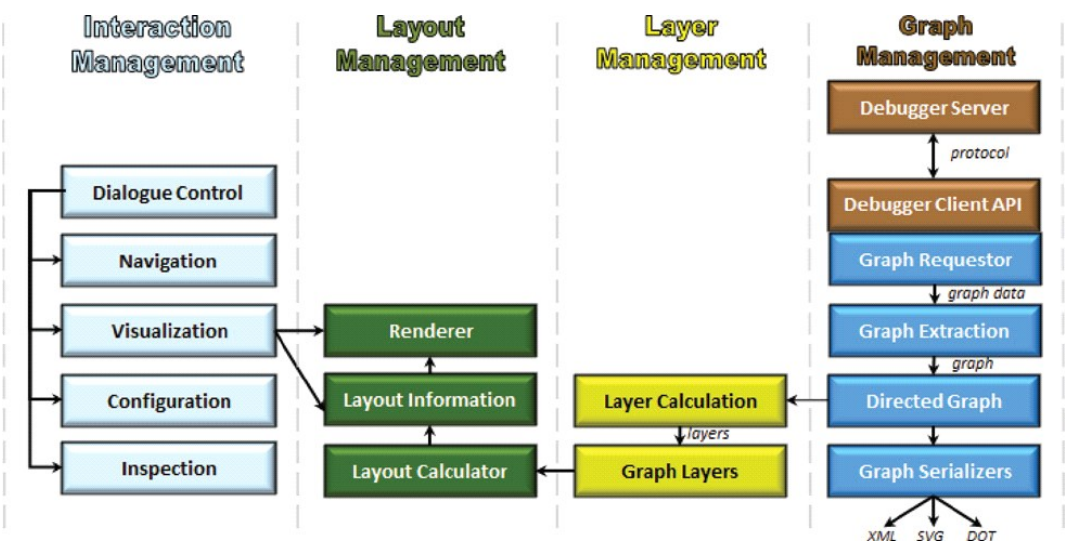 Interaction
Management
Layout
Management
Layer
Management
Graph
Management
Debugger Server
protocol
Dialogue Control
Debugger Client API
Navigation
Graph Requestor
graph data
Visualization
Renderer
Graph Extraction
graph
Configuration
Layout Information
Layer Calculation
Directed Graph
layers
Inspection
Layout Calculator
Graph Layers
Graph Serializers
XML SVG DOT